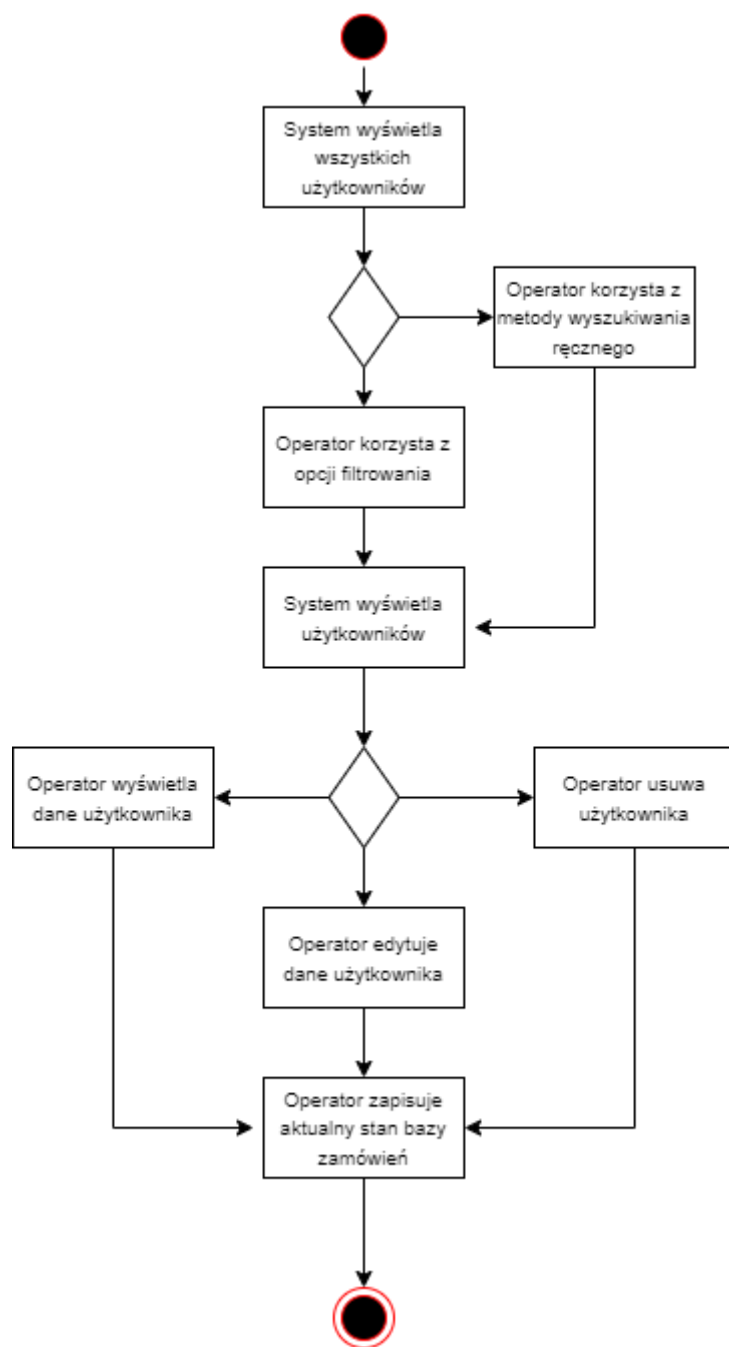 System wyświetla
wszystkich
użytkowników
Operator korzysta z
metody wyszukiwania
ręcznego
Operator korzysta z
opcji filtrowania
System wyświetla
użytkowników
Operator wyświetla
dane użytkownika
Operator usuwa
użytkownika
Operator edytuje
dane użytkownika
Operator zapisuje
aktualny stan bazy
zamówień